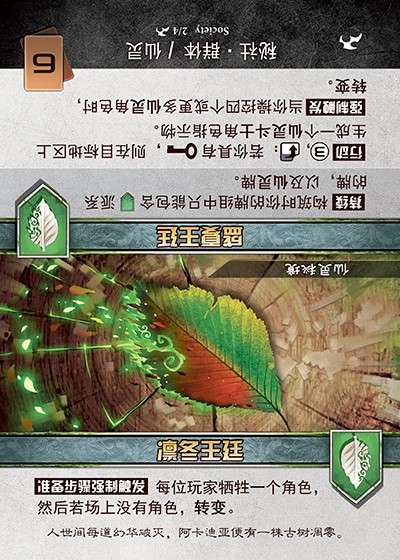 凛冬王廷
仙灵秘境
盛夏王廷
持续 构筑你的牌组时只能包含 派系
的牌，以及仙灵牌。
行动 3，：若你具有，则在目标地区上
生成一个仙灵斗士角色指示物。
强制触发 当你操控四个或更多仙灵角色时，
转变。
秘社 · 群体 / 仙灵
Society 2/4
准备步骤强制触发 每位玩家牺牲一个角色，
然后若场上没有角色，转变。
人世间每道幻华破灭，阿卡迪亚便有一株古树凋零。